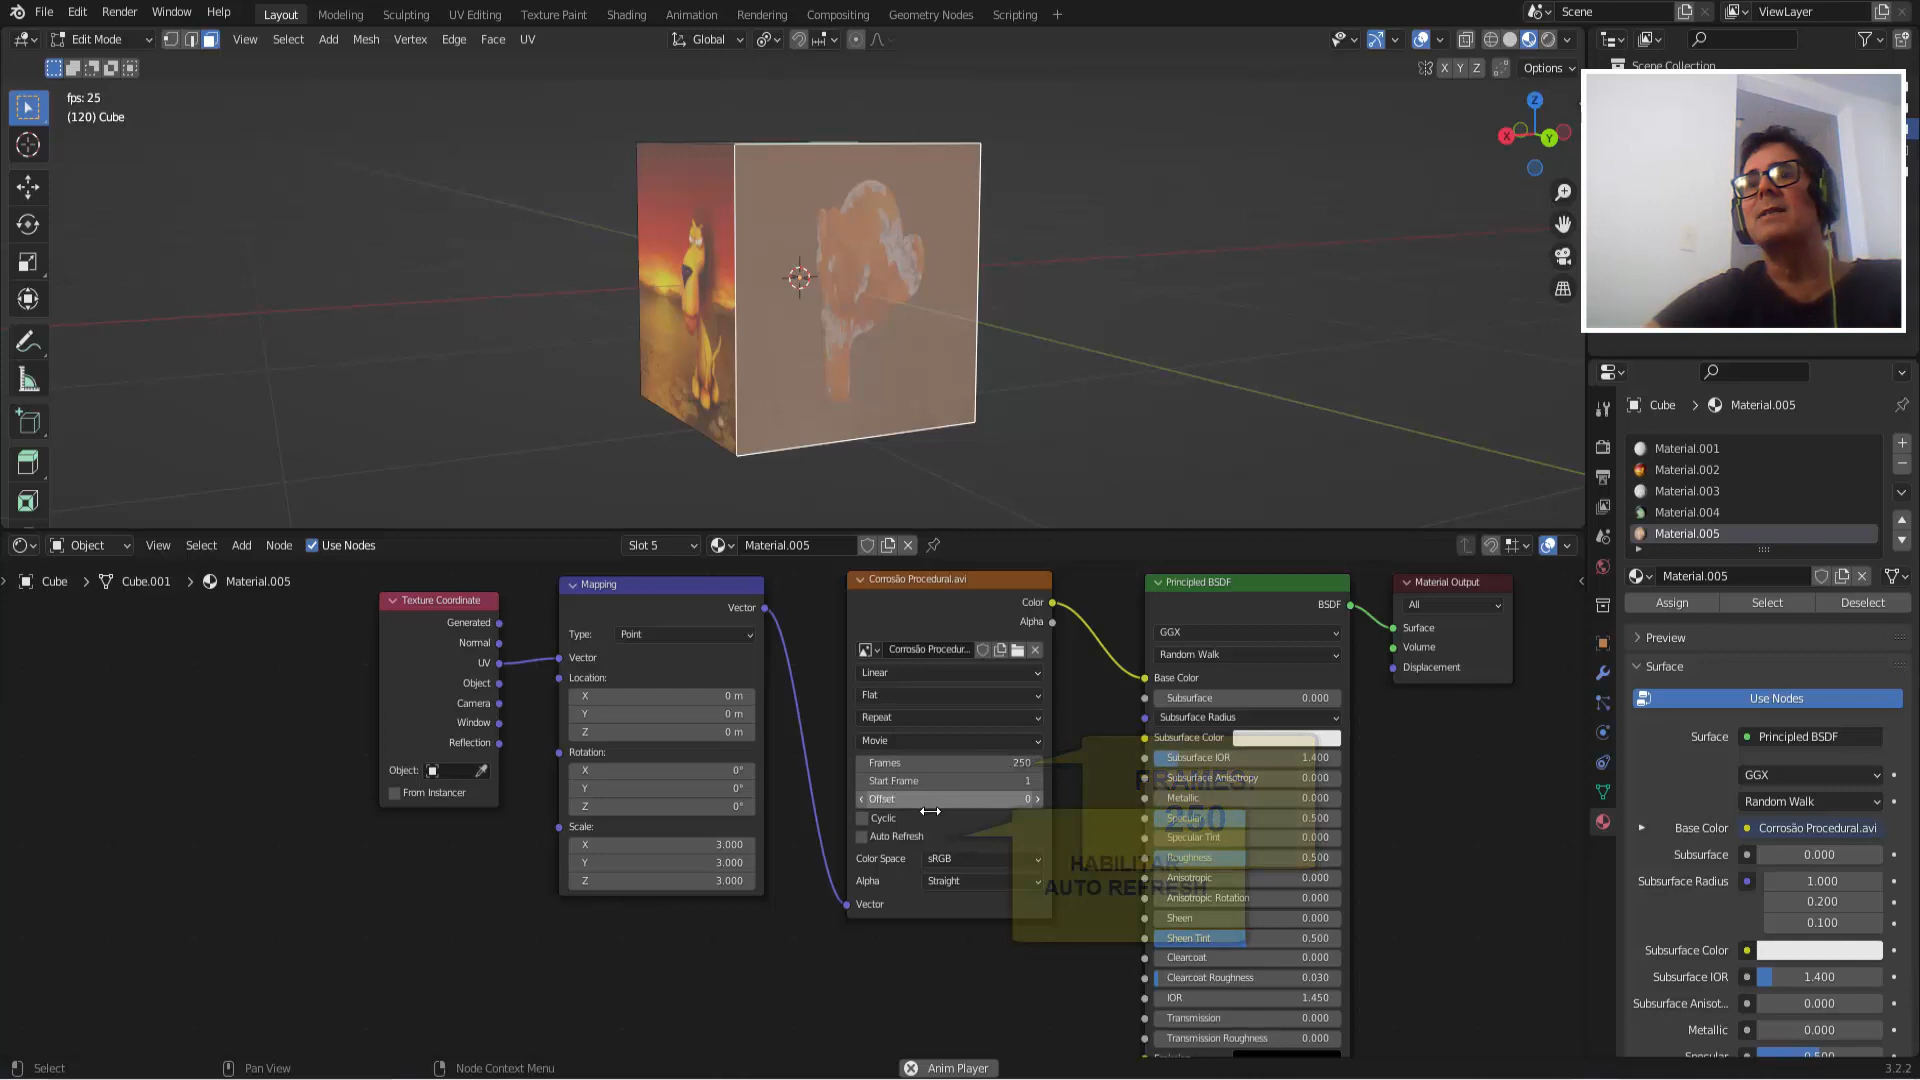 File Edit Render Window Help Layout Modeling Sculpting UV Editing Texture Paint Shading Animation Rendering Compositing Geometry Nodes Scripting Scene ViewLayer
Edit Mode View Select Add Mesh Vertex Edge Face UV Global
X Y Z Options
Scene Collection
fps: 25
(120) Cube
Z
X
Y
Cube Material.005
Material.001
Material.002
Material.003
Material.004
Material.005
Material.005
Assign Select Deselect
Preview
Surface
Use Nodes
Surface Principled BSDF
GGX
Random Walk
Base Color Corrosão Procedural.avi
Subsurface 0.000
Subsurface Radius 1.000
0.200
0.100
Subsurface Color
Subsurface IOR 1.400
Subsurface Anisot... 0.000
Metallic 0.000
Specular 0.500
Object View Select Add Node Use Nodes Slot 5 Material.005
Cube Cube.001 Material.005
Texture Coordinate
Generated
Normal
UV
Object
Camera
Window
Reflection
Object:
From Instancer
Mapping
Vector
Type: Point
Vector
Location:
X 0 m
Y 0 m
Z 0 m
Rotation:
X 0°
Y 0°
Z 0°
Scale:
X 3.000
Y 3.000
Z 3.000
Corrosão Procedural.avi
Color
Alpha
Corrosão Procedur...
Linear
Flat
Repeat
Movie
Frames 250
Start Frame 1
Offset 0
Cyclic
Auto Refresh
Color Space sRGB
Alpha Straight
Vector
FRAMES:
250
HABILITAR
AUTO REFRESH
Principled BSDF
BSDF
GGX
Random Walk
Base Color
Subsurface 0.000
Subsurface Radius
Subsurface Color
Subsurface IOR 1.400
Subsurface Anisotropy 0.000
Metallic 0.000
Specular 0.500
Specular Tint 0.000
Roughness 0.500
Anisotropic 0.000
Anisotropic Rotation 0.000
Sheen 0.000
Sheen Tint 0.500
Clearcoat 0.000
Clearcoat Roughness 0.030
IOR 1.450
Transmission 0.000
Transmission Roughness 0.000
Emission
Material Output
All
Surface
Volume
Displacement
Select Pan View Node Context Menu Anim Player 3.2.2